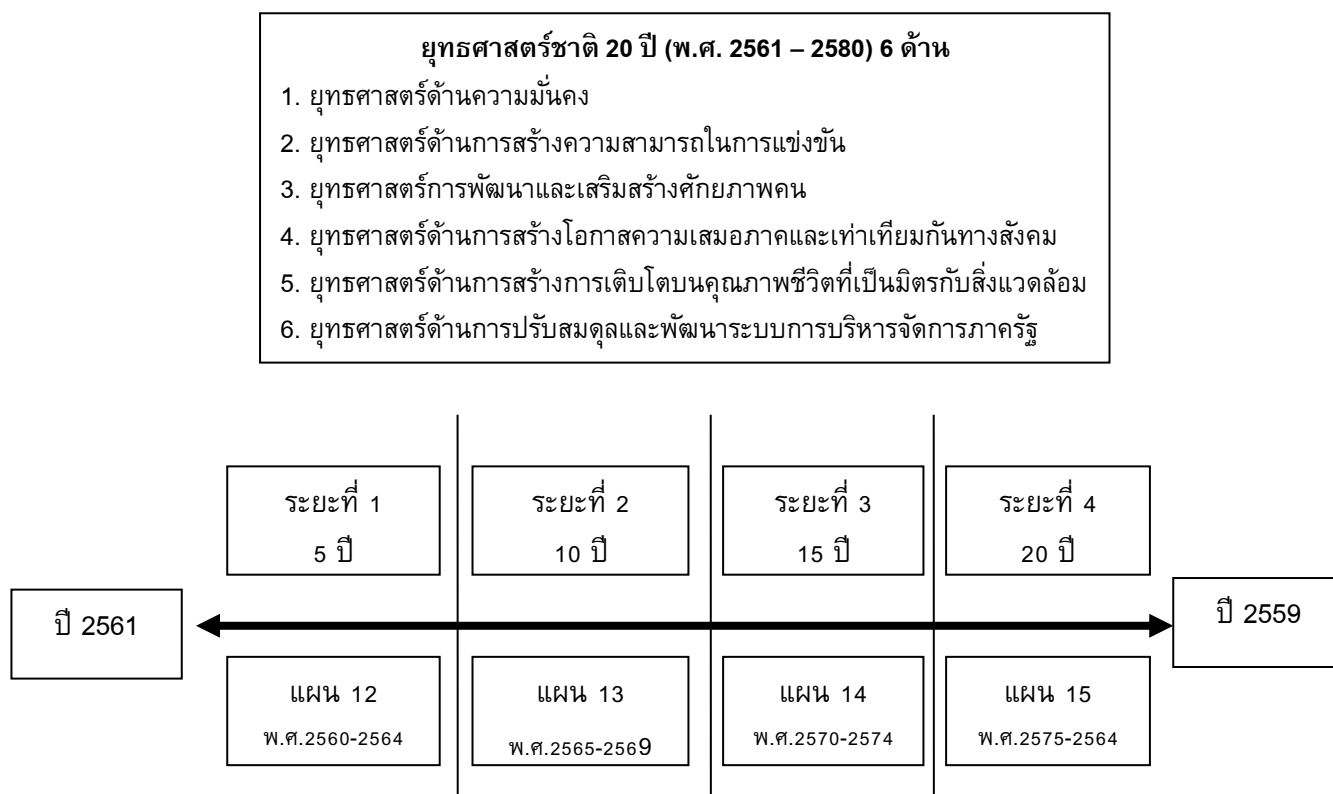 ยุทธศาสตร์ชาติ 20 ปี (พ.ศ. 2561 – 2580) 6 ด้าน
1. ยุทธศาสตร์ด้านความมั่นคง
2. ยุทธศาสตร์ด้านการสร้างความสามารถในการแข่งขัน
3. ยุทธศาสตร์การพัฒนาและเสริมสร้างศักยภาพคน
4. ยุทธศาสตร์ด้านการสร้างโอกาสความเสมอภาคและเท่าเทียมกันทางสังคม
5. ยุทธศาสตร์ด้านการสร้างการเติบโตบนคุณภาพชีวิตที่เป็นมิตรกับสิ่งแวดล้อม
6. ยุทธศาสตร์ด้านการปรับสมดุลและพัฒนาระบบการบริหารจัดการภาครัฐ
ระยะที่ 1
5 ปี
ระยะที่ 2
10 ปี
ระยะที่ 3
15 ปี
ระยะที่ 4
20 ปี
ปี 2561
ปี 2559
แผน 12
พ.ศ.2560-2564
แผน 13
พ.ศ.2565-2569
แผน 14
พ.ศ.2570-2574
แผน 15
พ.ศ.2575-2564